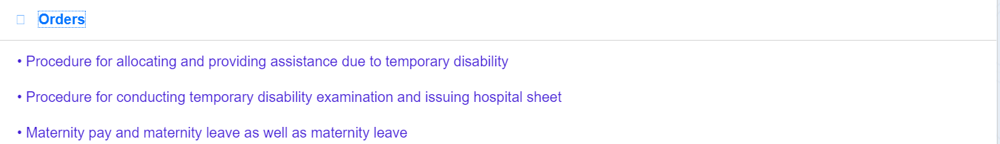 Orders
• Procedure for allocating and providing assistance due to temporary disability
• Procedure for conducting temporary disability examination and issuing hospital sheet
• Maternity pay and maternity leave as well as maternity leave